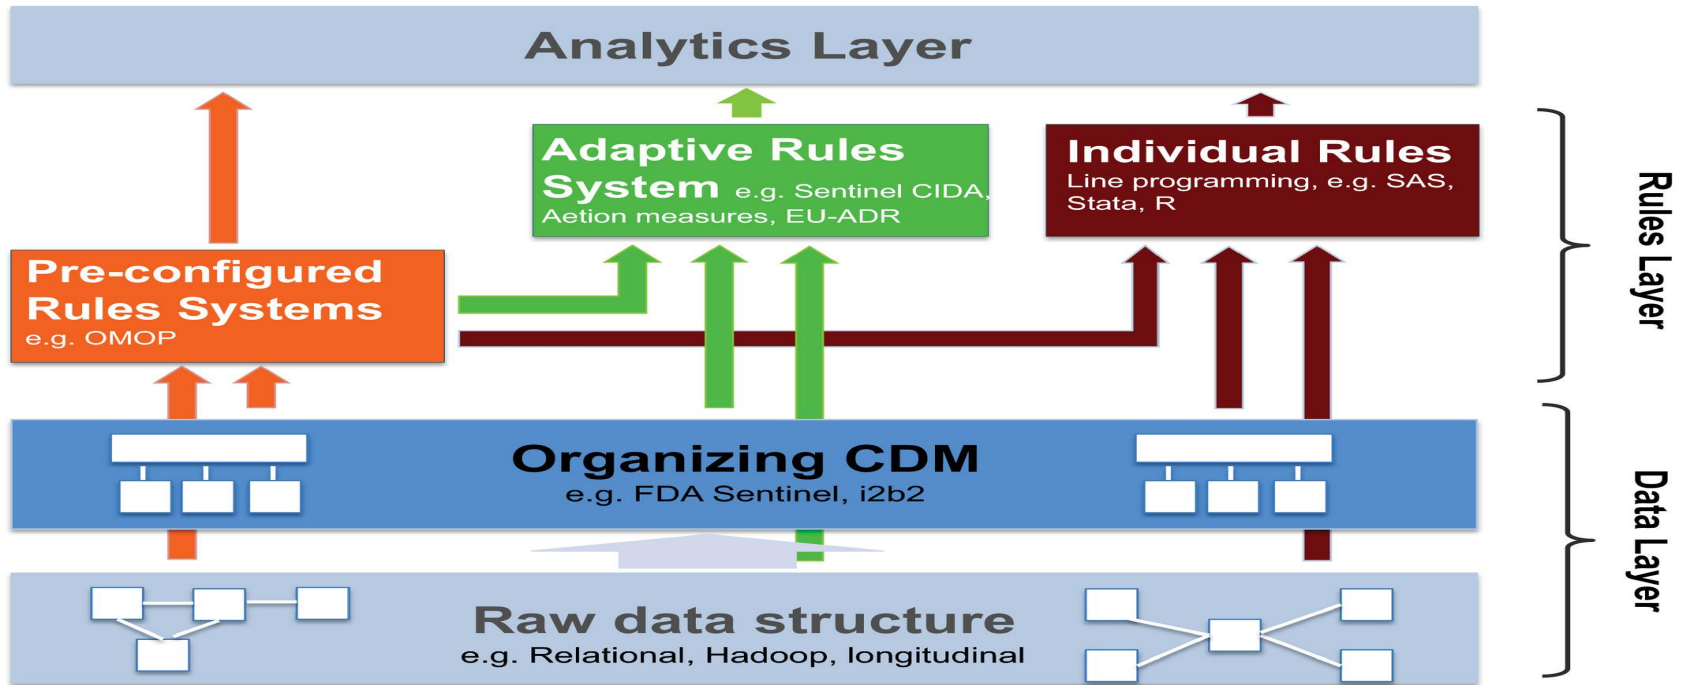 Analytics Layer
Adaptive Rules
System e.g. Sentinel CIDA,
Aetion measures, EU-ADR
Individual Rules
Line programming, e.g. SAS,
Stata, R
Pre-configured
Rules Systems
e.g. OMOP
Rules Layer
Organizing CDM
e.g. FDA Sentinel, i2b2
Data Layer
Raw data structure
e.g. Relational, Hadoop, longitudinal